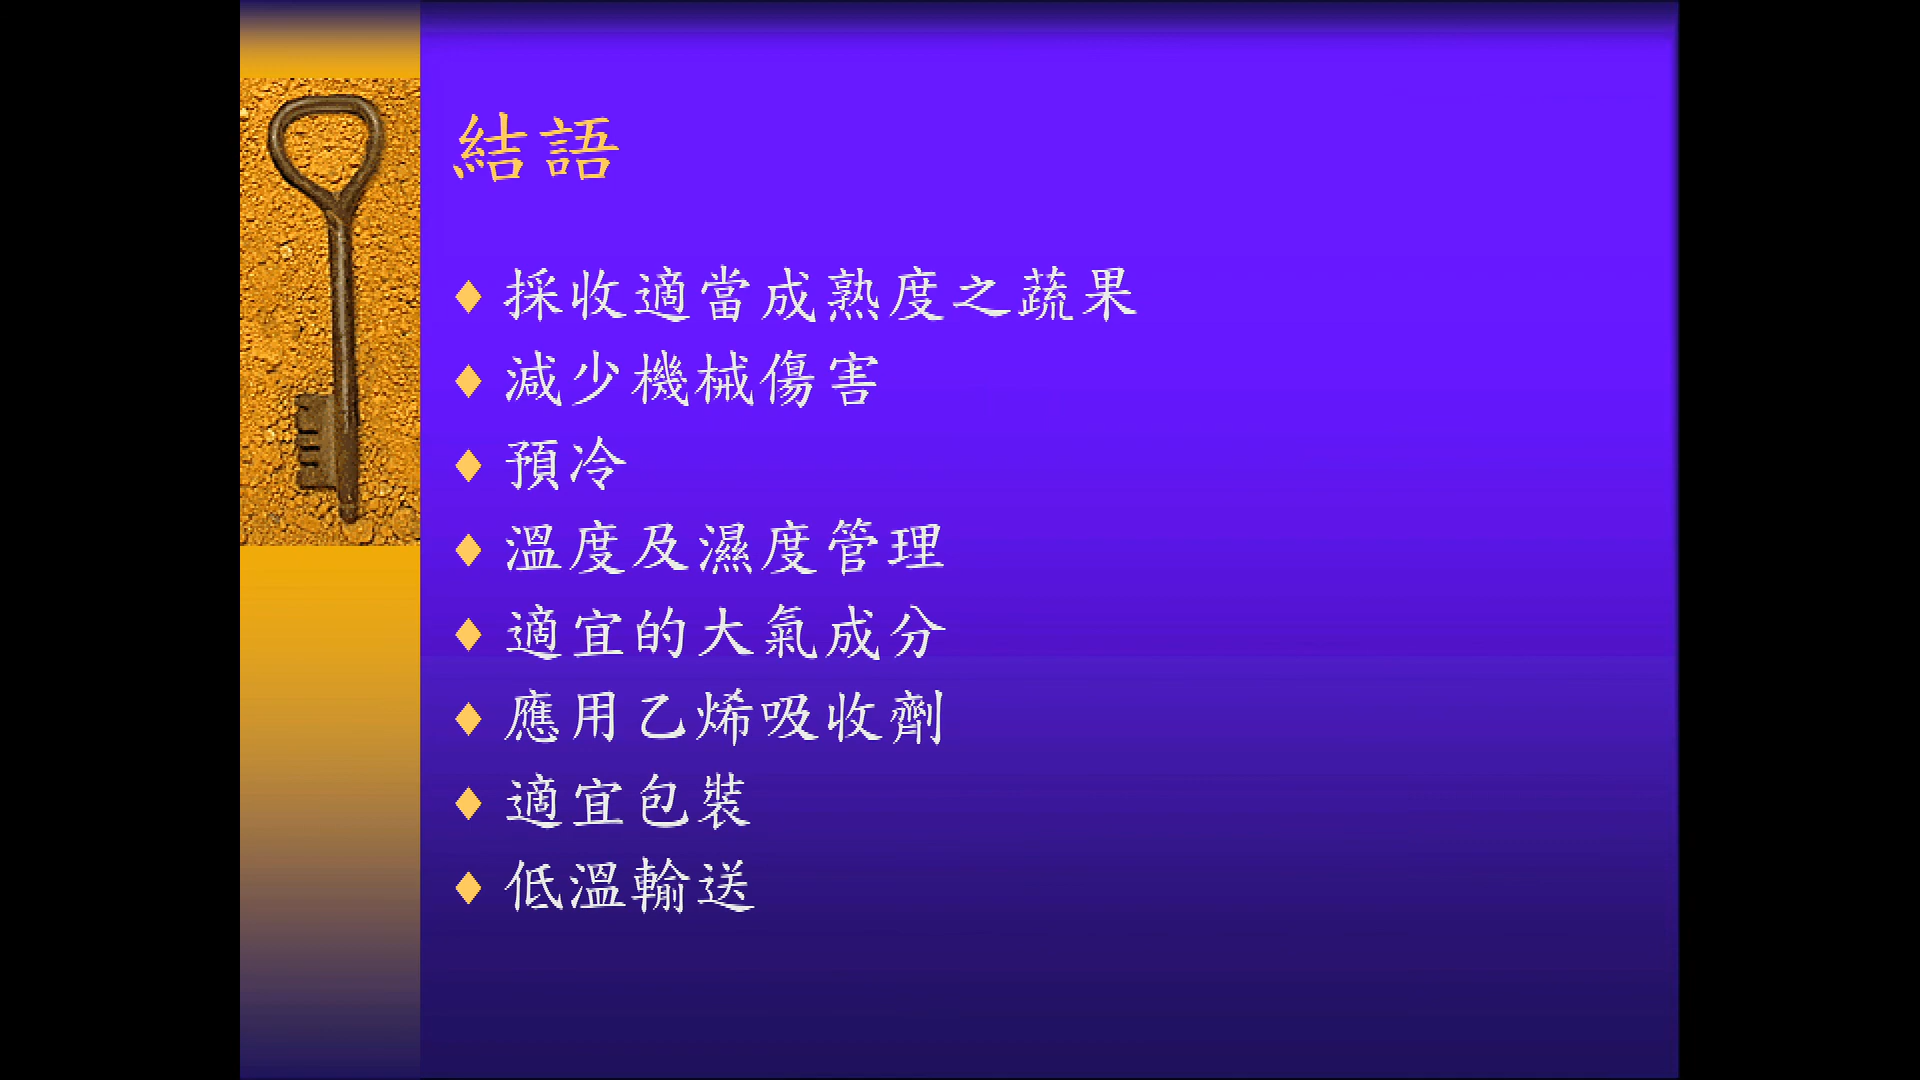 結語
採收適當成熟度之蔬果
減少機械傷害
預冷
溫度及濕度管理
適宜的大氣成分
應用乙烯吸收劑
適宜包裝
低溫輸送